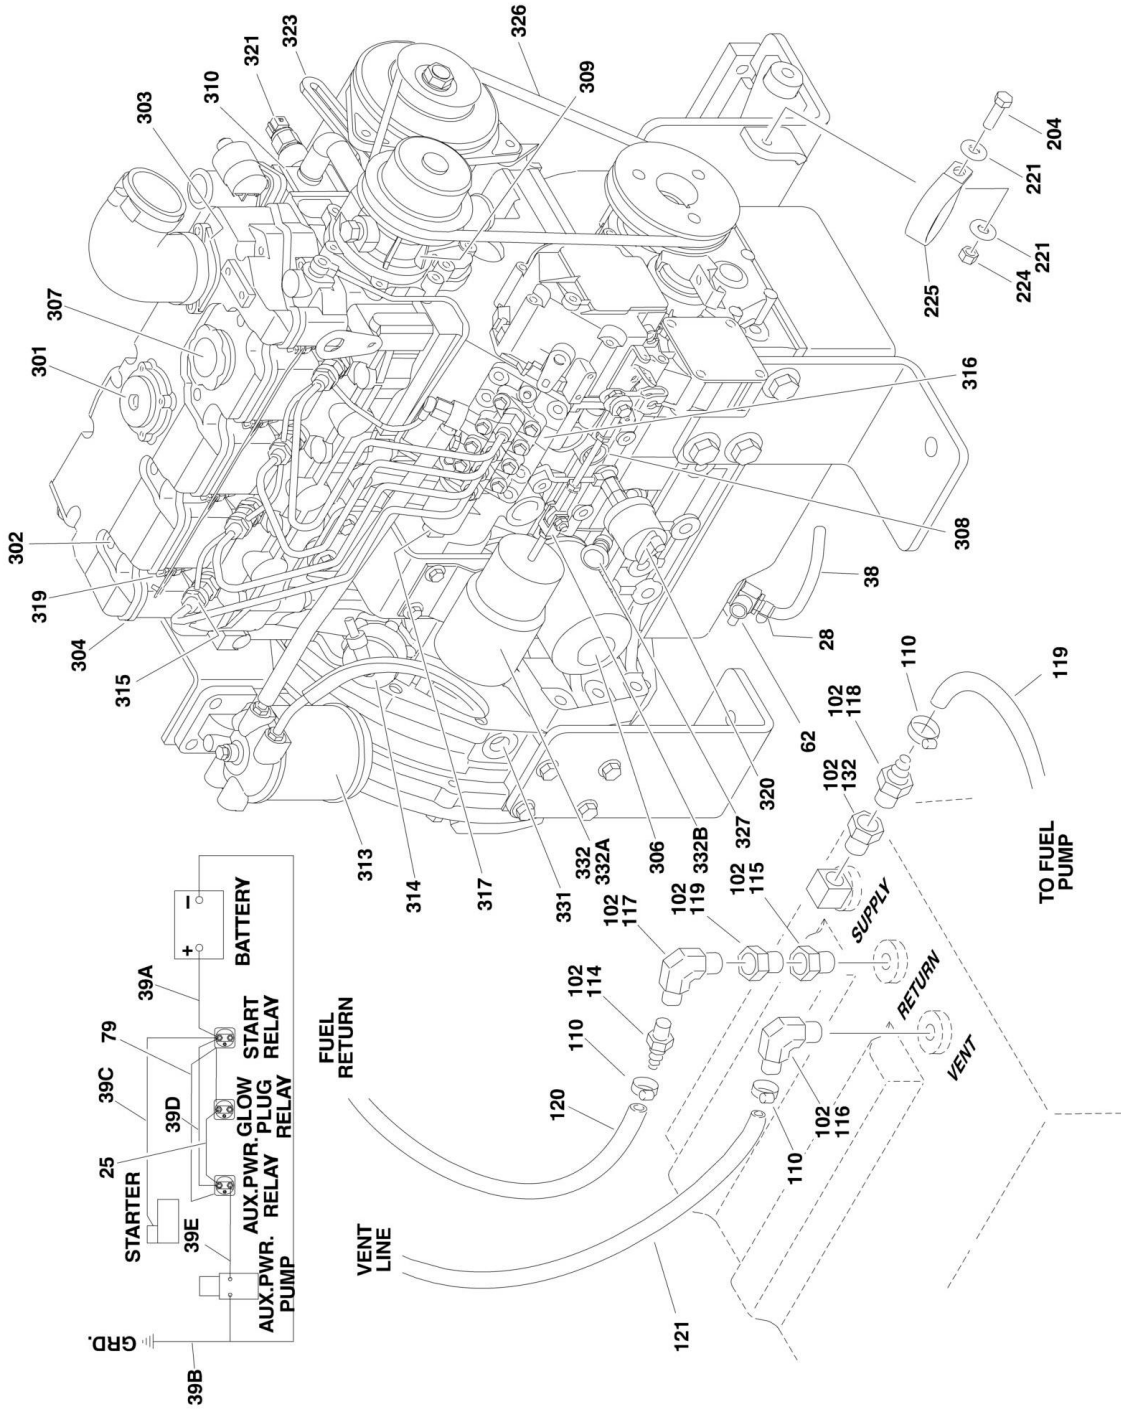 39B
GRD.
STARTER
25
39C
79
39A
39D
39E
+
−
AUX.PWR.
PUMP
AUX.PWR.
RELAY
GLOW
PLUG
RELAY
START
RELAY
BATTERY
304
319
302
301
307
303
310
321
323
315
326
309
313
314
317
331
332
332A
306
332B
327
320
62
28
38
308
316
225
224
221
221
204
FUEL
RETURN
VENT
LINE
120
121
110
102
114
102
117
102
119
102
115
110
102
116
VENT
RETURN
SUPPLY
102
132
102
118
110
119
TO FUEL
PUMP